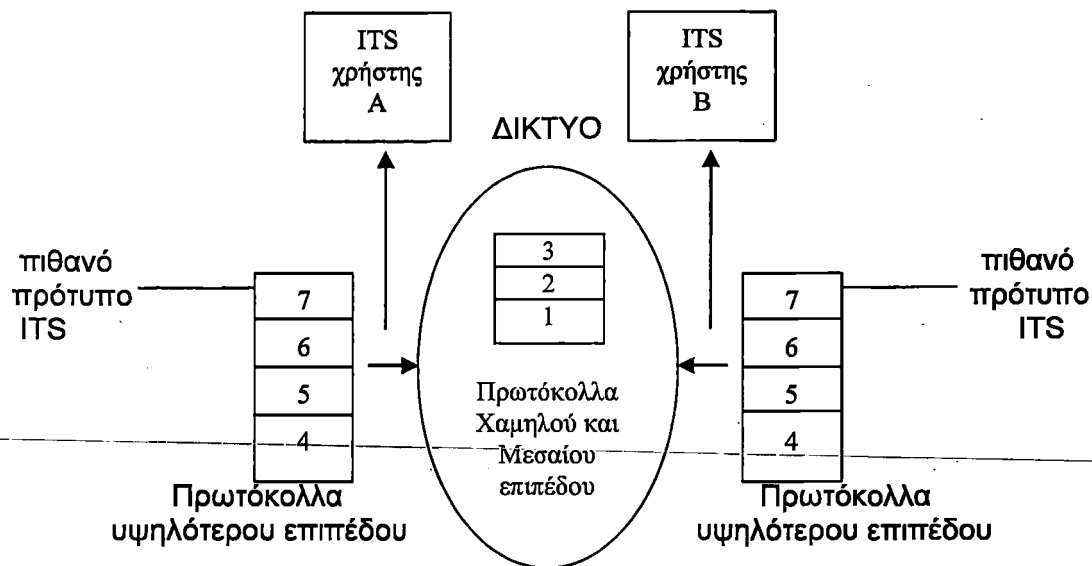 ITS
χρήστης
A
ITS
χρήστης
B
ΔΙΚΤΥΟ
πιθανό
πρότυπο
ITS
7
6
5
4
Πρωτόκολλα
υψηλότερου επιπέδου
3
2
1
Πρωτόκολλα
Χαμηλού και
Μεσαίου
επιπέδου
πιθανό
πρότυπο
ITS
7
6
5
4
Πρωτόκολλα
υψηλότερου επιπέδου